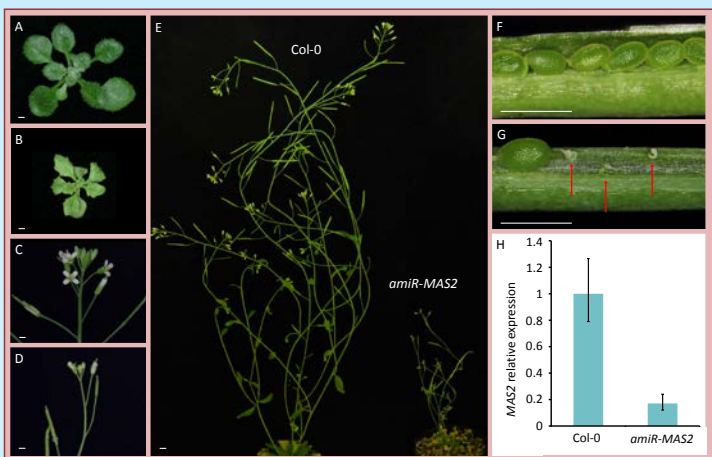 A
B
C
D
E
Col-0
amiR-MAS2
F
G
H
MAS2 relative expression
1.4
1.2
1
0.8
0.6
0.4
0.2
0
Col-0
amiR-MAS2